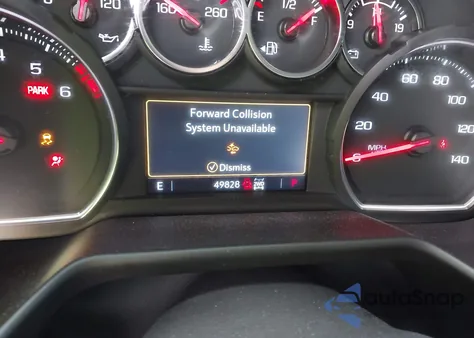 120
160
260
E
1/2
F
9
19
4
5
6
PARK
Forward Collision
System Unavailable
Dismiss
E
49828
2WD
P
MPH
40
60
80
100
120
140
autoSnap